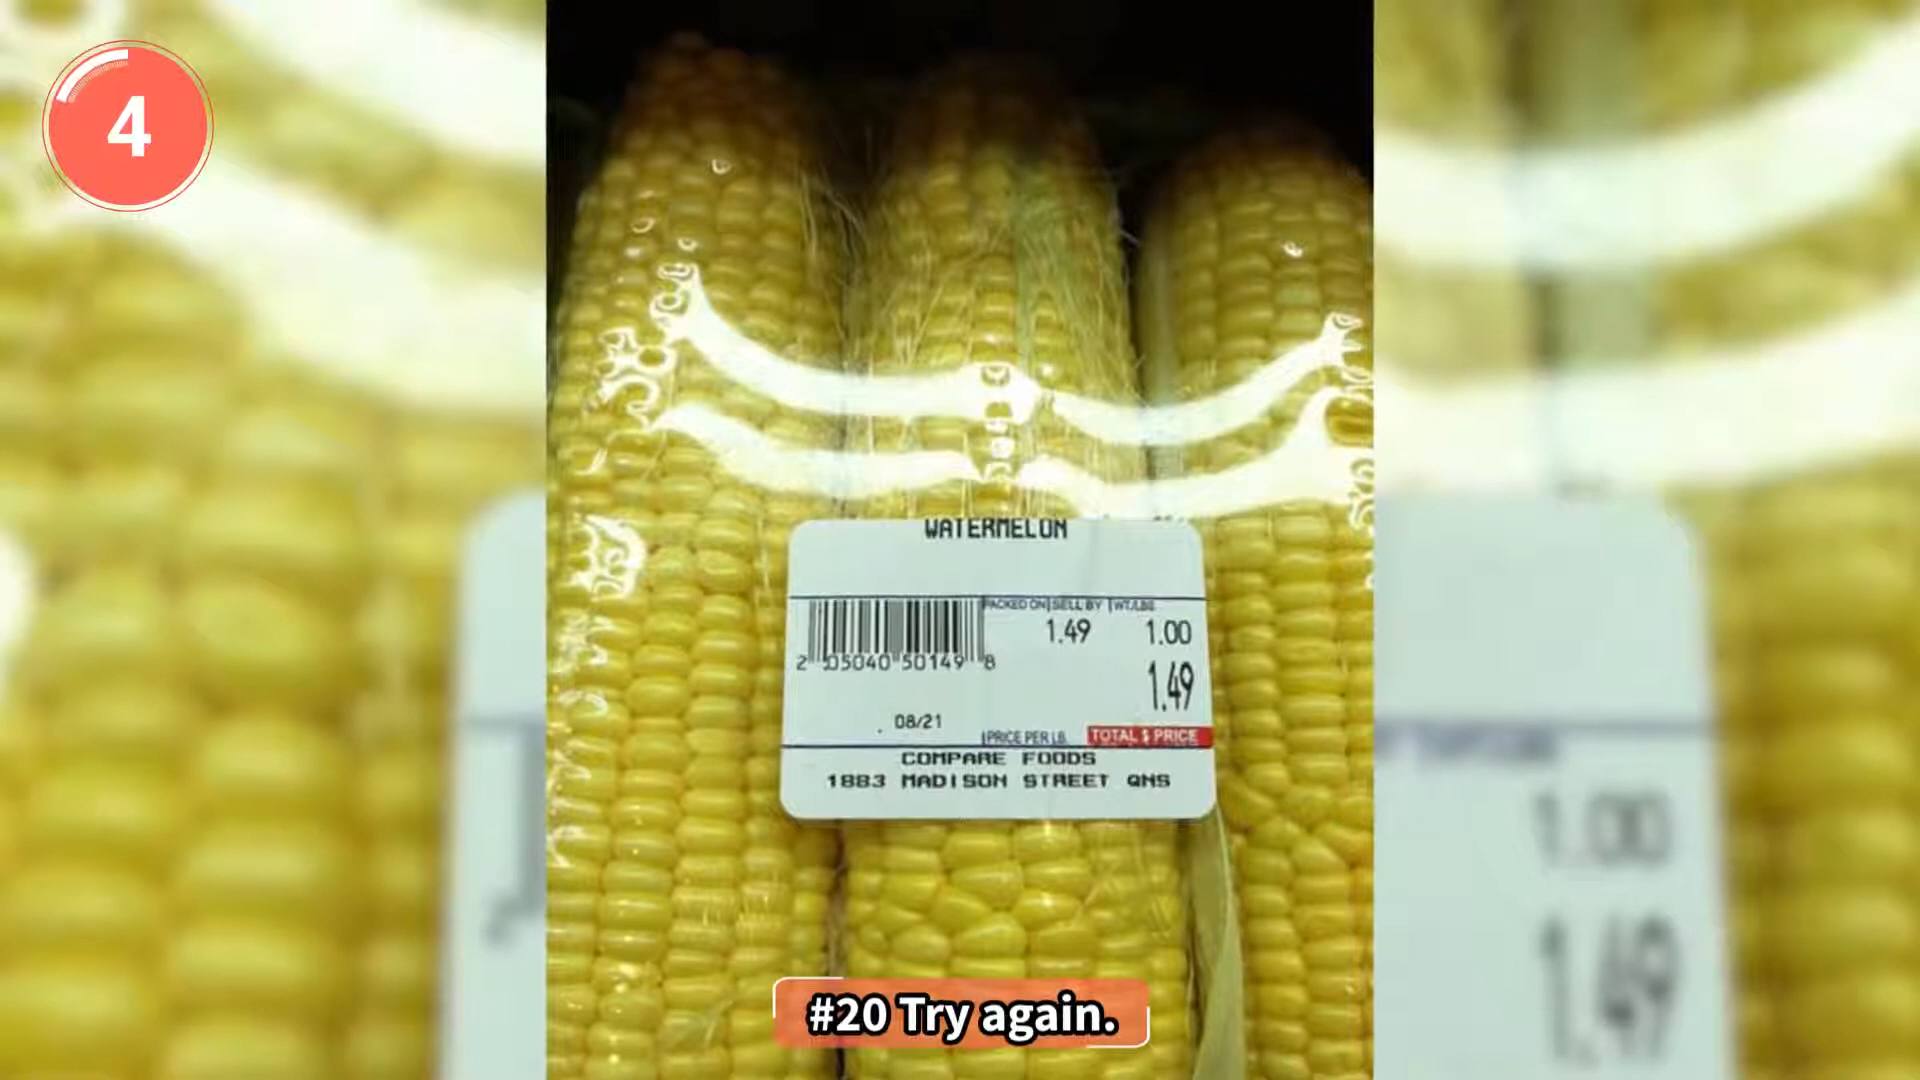 4
WATERMELON
PACKED ON SELL BY WT/LBS
1.49 1.00
2 05040 50149 8
1.49
08/21
PRICE PER LB. TOTAL $ PRICE
COMPARE FOODS
1883 MADISON STREET QNS
1.00
1.49
#20 Try again.